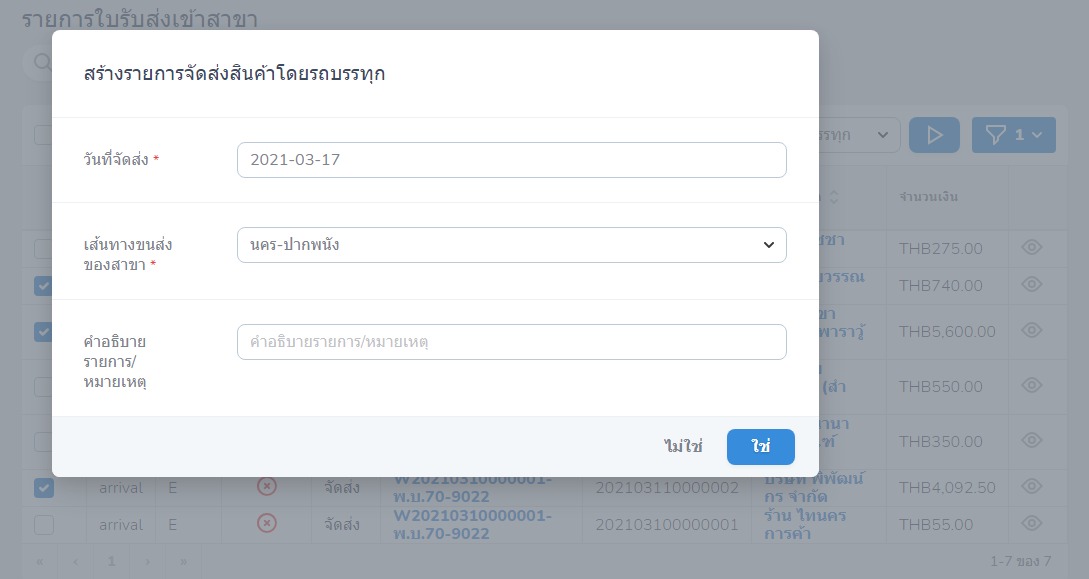 รายการใบรับส่งเข้าสาขา
สร้างรายการจัดส่งสินค้าโดยรถบรรทุก
วันที่จัดส่ง *
2021-03-17
เส้นทางขนส่ง
ของสาขา *
นคร-ปากพนัง
คำอธิบาย
รายการ/
หมายเหตุ
คำอธิบายรายการ/หมายเหตุ
ไม่ใช่ ใช่
1
จำนวนเงิน
THB275.00
THB740.00
THB5,600.00
THB550.00
THB350.00
arrival E จัดส่ง W20210310000001-พ.บ.70-9022 202103110000002 บริษัท พิพัฒน์กร จำกัด THB4,092.50
arrival E จัดส่ง W20210310000001-พ.บ.70-9022 202103100000001 ร้าน ไทนครการค้า THB55.00
« ‹ 1 › » 1-7 ของ 7